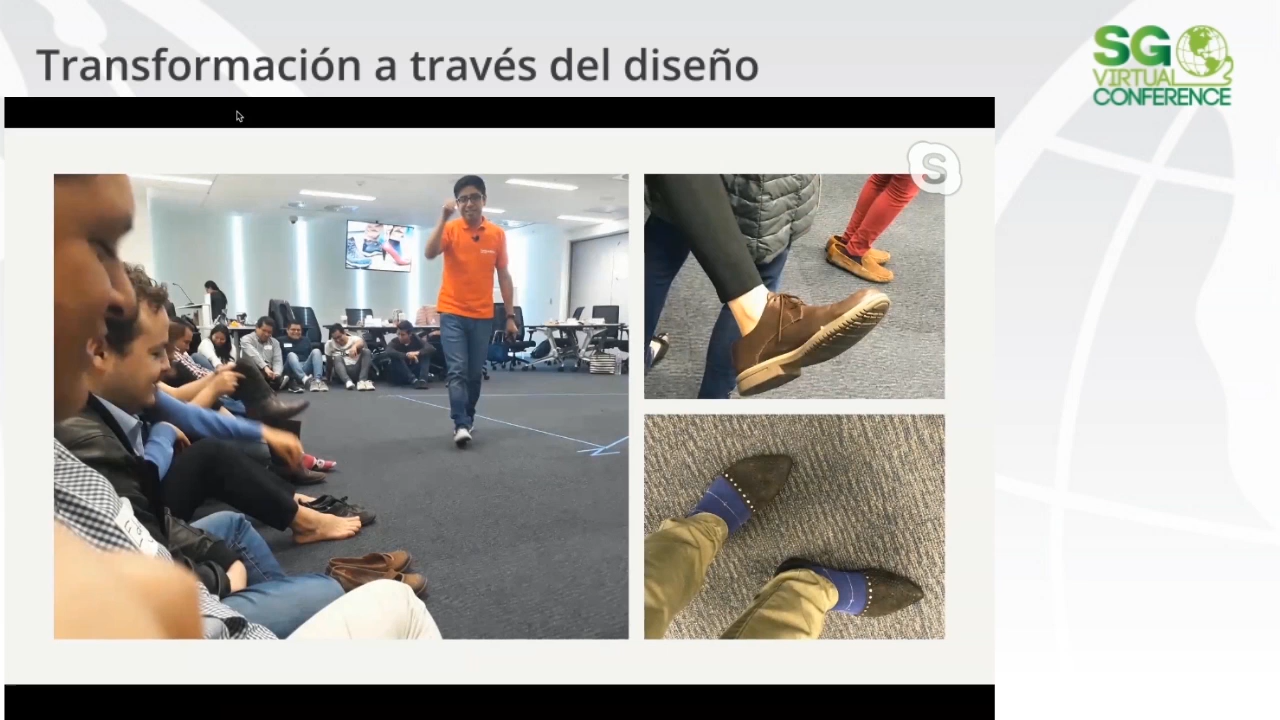 Transformación a través del diseño
SG
VIRTUAL
CONFERENCE
S